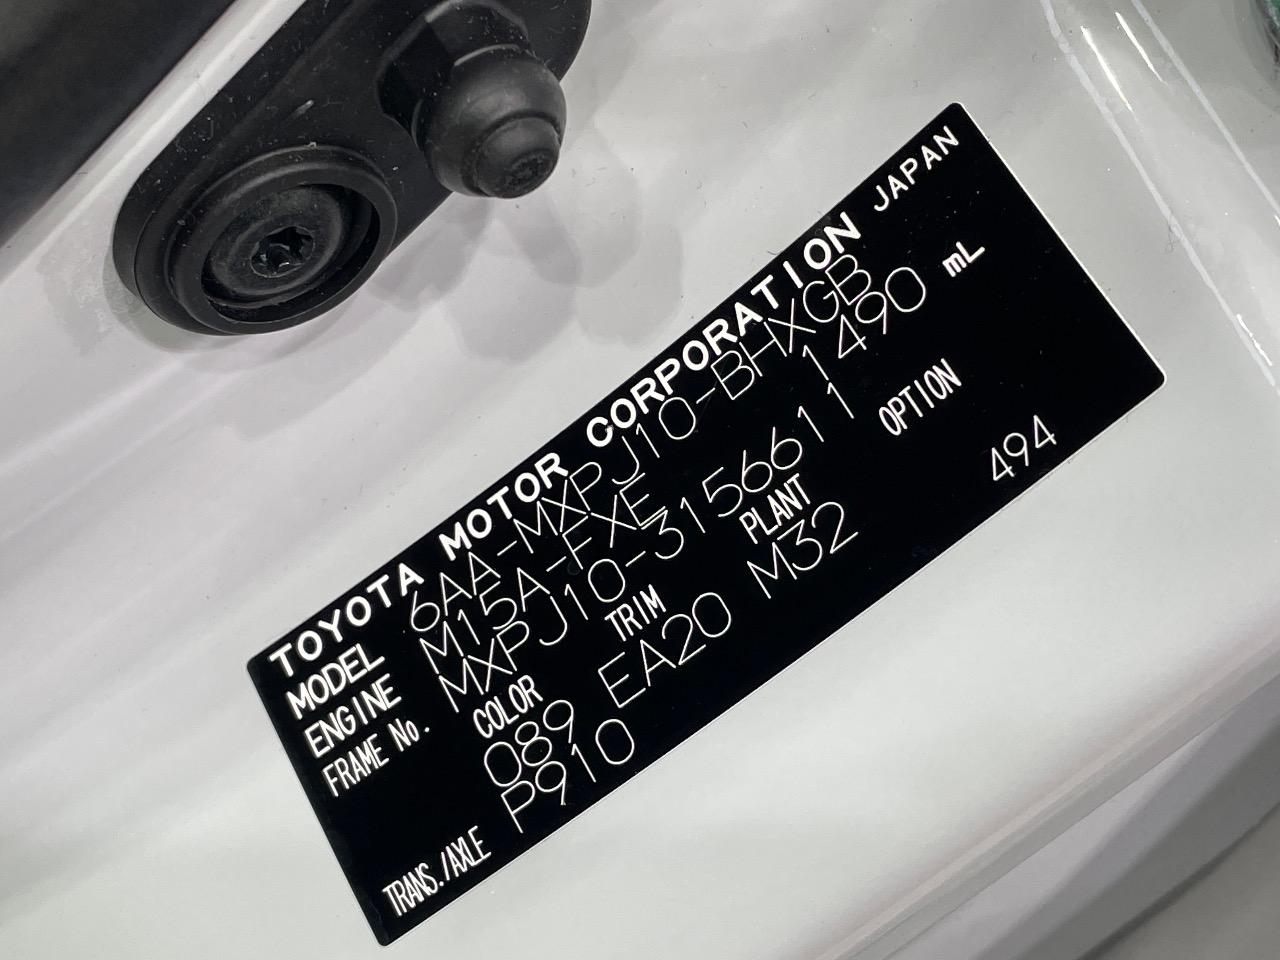 TOYOTA MOTOR CORPORATION JAPAN
MODEL 6AA-MXPJ10-BHXGB
ENGINE M15A-FXE 1490 mL
FRAME No. MXPJ10-3156611
COLOR TRIM PLANT OPTION
089 EA20 M32 494
TRANS./AXLE P910